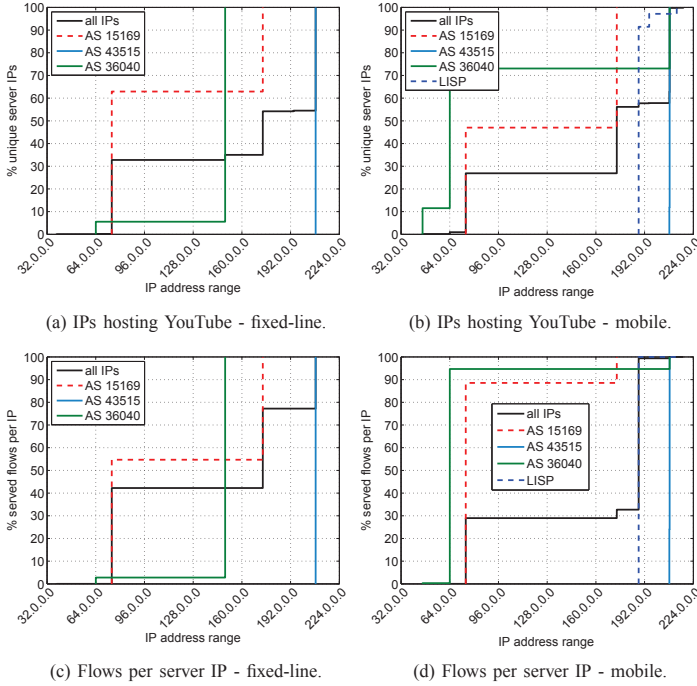 % unique server IPs
100
90
80
70
60
50
40
30
20
10
0
all IPs
AS 15169
AS 43515
AS 36040
32.0.0.0
64.0.0.0
96.0.0.0
128.0.0.0
160.0.0.0
192.0.0.0
224.0.0.0
IP address range
(a) IPs hosting YouTube - fixed-line.
% unique server IPs
100
90
80
70
60
50
40
30
20
10
0
all IPs
AS 15169
AS 43515
AS 36040
LISP
32.0.0.0
64.0.0.0
96.0.0.0
128.0.0.0
160.0.0.0
192.0.0.0
224.0.0.0
IP address range
(b) IPs hosting YouTube - mobile.
% served flows per IP
100
90
80
70
60
50
40
30
20
10
0
all IPs
AS 15169
AS 43515
AS 36040
32.0.0.0
64.0.0.0
96.0.0.0
128.0.0.0
160.0.0.0
192.0.0.0
224.0.0.0
IP address range
(c) Flows per server IP - fixed-line.
% served flows per IP
100
90
80
70
60
50
40
30
20
10
0
all IPs
AS 15169
AS 43515
AS 36040
LISP
32.0.0.0
64.0.0.0
96.0.0.0
128.0.0.0
160.0.0.0
192.0.0.0
224.0.0.0
IP address range
(d) Flows per server IP - mobile.